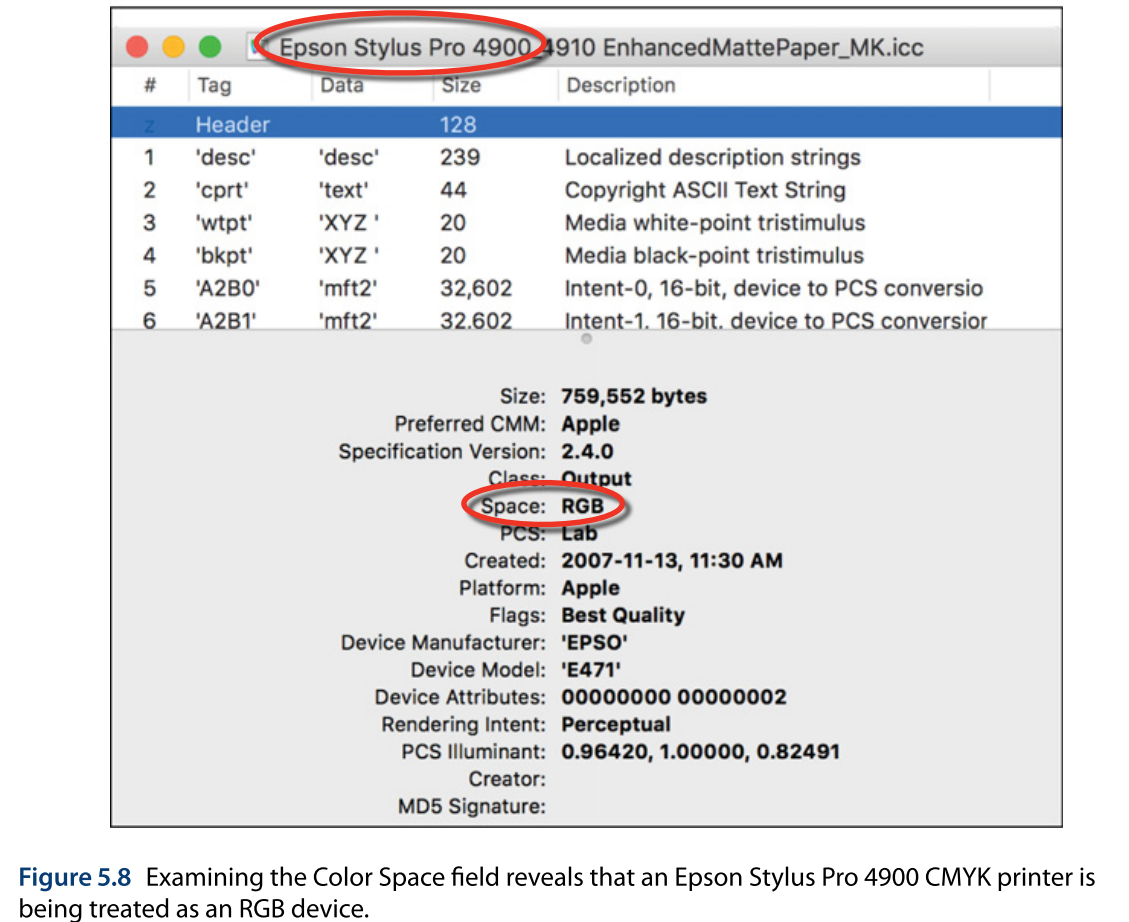 Epson Stylus Pro 4900_4910 EnhancedMattePaper_MK.icc
# Tag Data Size Description
z Header 128
1 'desc' 'desc' 239 Localized description strings
2 'cprt' 'text' 44 Copyright ASCII Text String
3 'wtpt' 'XYZ ' 20 Media white-point tristimulus
4 'bkpt' 'XYZ ' 20 Media black-point tristimulus
5 'A2B0' 'mft2' 32,602 Intent-0, 16-bit, device to PCS conversio
6 'A2B1' 'mft2' 32,602 Intent-1, 16-bit, device to PCS conversior
Size: 759,552 bytes
Preferred CMM: Apple
Specification Version: 2.4.0
Class: Output
Space: RGB
PCS: Lab
Created: 2007-11-13, 11:30 AM
Platform: Apple
Flags: Best Quality
Device Manufacturer: 'EPSO'
Device Model: 'E471'
Device Attributes: 00000000 00000002
Rendering Intent: Perceptual
PCS Illuminant: 0.96420, 1.00000, 0.82491
Creator:
MD5 Signature:
Figure 5.8 Examining the Color Space field reveals that an Epson Stylus Pro 4900 CMYK printer is
being treated as an RGB device.